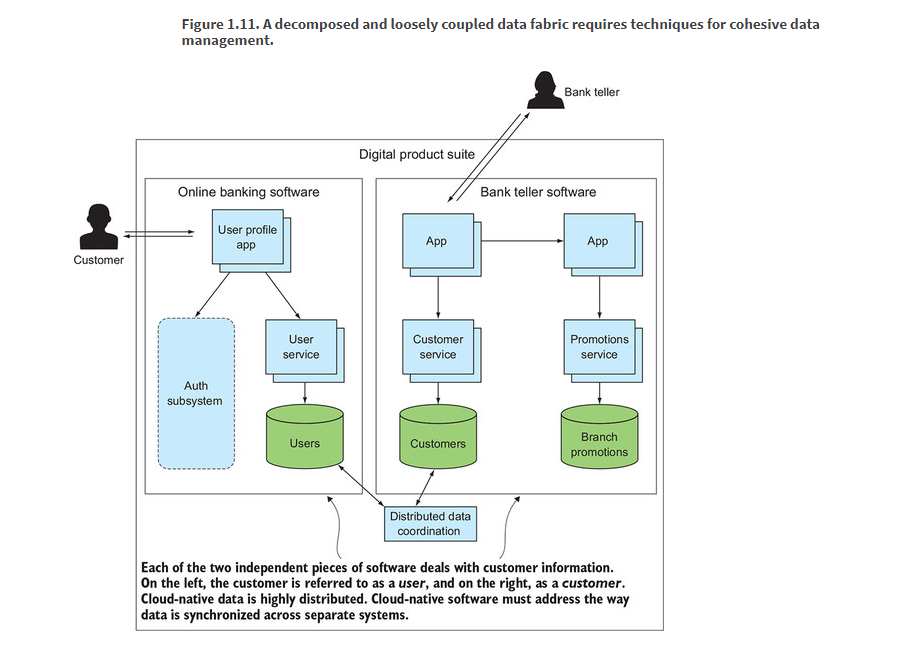 Figure 1.11. A decomposed and loosely coupled data fabric requires techniques for cohesive data
management.
Bank teller
Digital product suite
Online banking software
Bank teller software
Customer
User profile
app
App
App
User
service
Customer
service
Promotions
service
Auth
subsystem
Users
Customers
Branch
promotions
Distributed data
coordination
Each of the two independent pieces of software deals with customer information.
On the left, the customer is referred to as a user, and on the right, as a customer.
Cloud-native data is highly distributed. Cloud-native software must address the way
data is synchronized across separate systems.